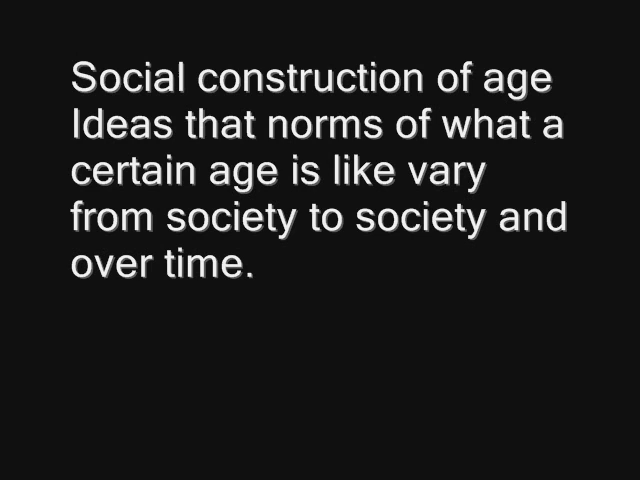 Social construction of age
Ideas that norms of what a
certain age is like vary
from society to society and
over time.